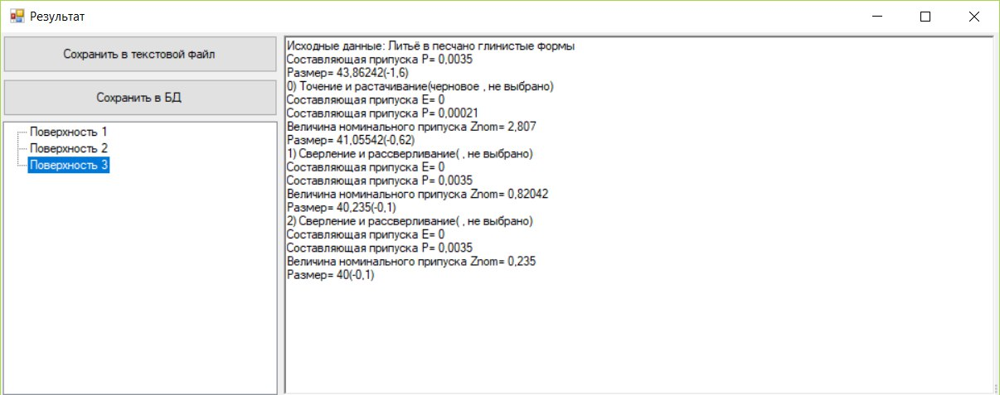 Результат
Сохранить в текстовой файл
Сохранить в БД
Поверхность 1
Поверхность 2
Поверхность 3
Исходные данные: Литьё в песчано глинистые формы
Составляющая припуска P= 0,0035
Размер= 43,86242(-1,6)
0) Точение и растачивание(черновое , не выбрано)
Составляющая припуска E= 0
Составляющая припуска P= 0,00021
Величина номинального припуска Znom= 2,807
Размер= 41,05542(-0,62)
1) Сверление и рассверливание( , не выбрано)
Составляющая припуска E= 0
Составляющая припуска P= 0,0035
Величина номинального припуска Znom= 0,82042
Размер= 40,235(-0,1)
2) Сверление и рассверливание( , не выбрано)
Составляющая припуска E= 0
Составляющая припуска P= 0,0035
Величина номинального припуска Znom= 0,235
Размер= 40(-0,1)